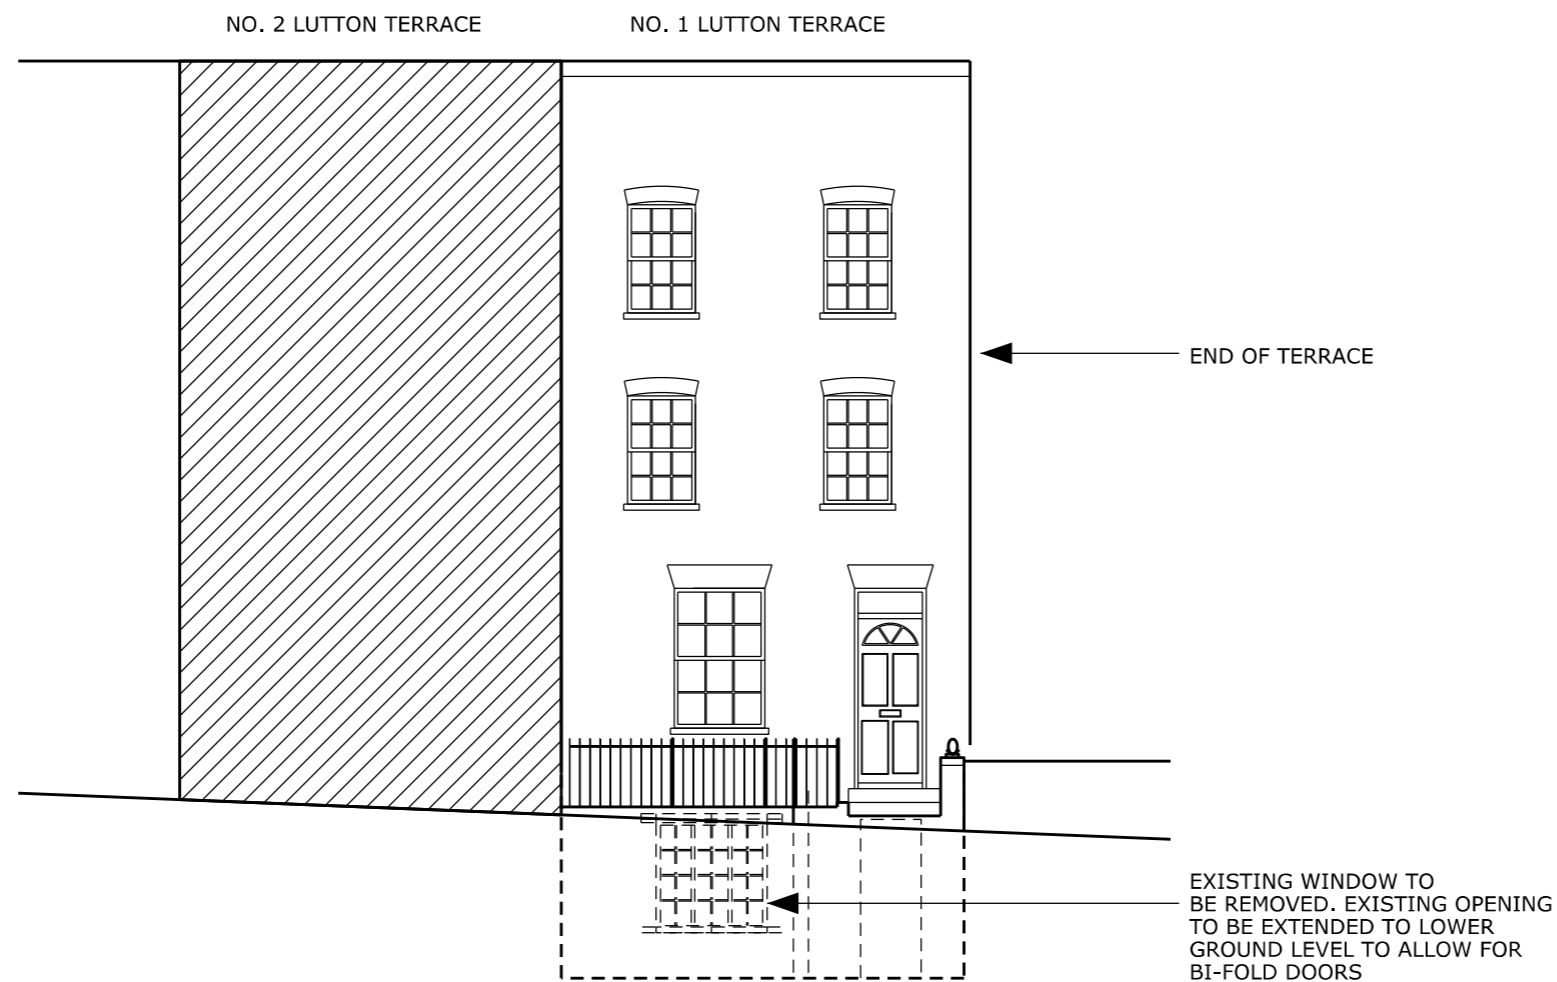 NO. 2 LUTTON TERRACE
NO. 1 LUTTON TERRACE
END OF TERRACE
EXISTING WINDOW TO
BE REMOVED. EXISTING OPENING
TO BE EXTENDED TO LOWER
GROUND LEVEL TO ALLOW FOR
BI-FOLD DOORS